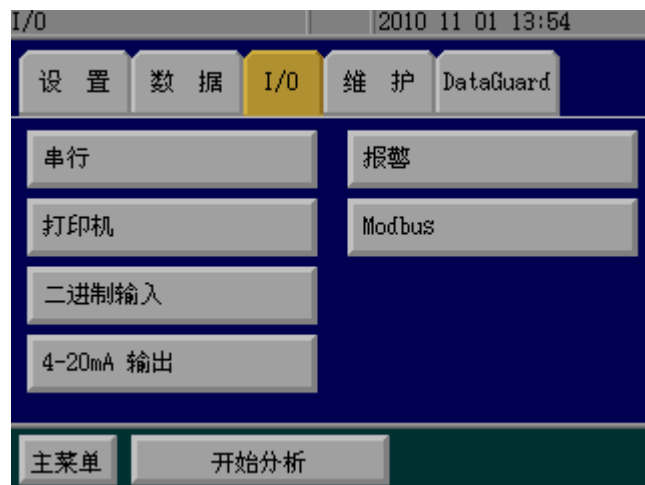 I/O 2010 11 01 13:54
设 置 数 据 I/O 维 护 DataGuard
串行 报警
打印机 Modbus
二进制输入
4-20mA 输出
主菜单 开始分析